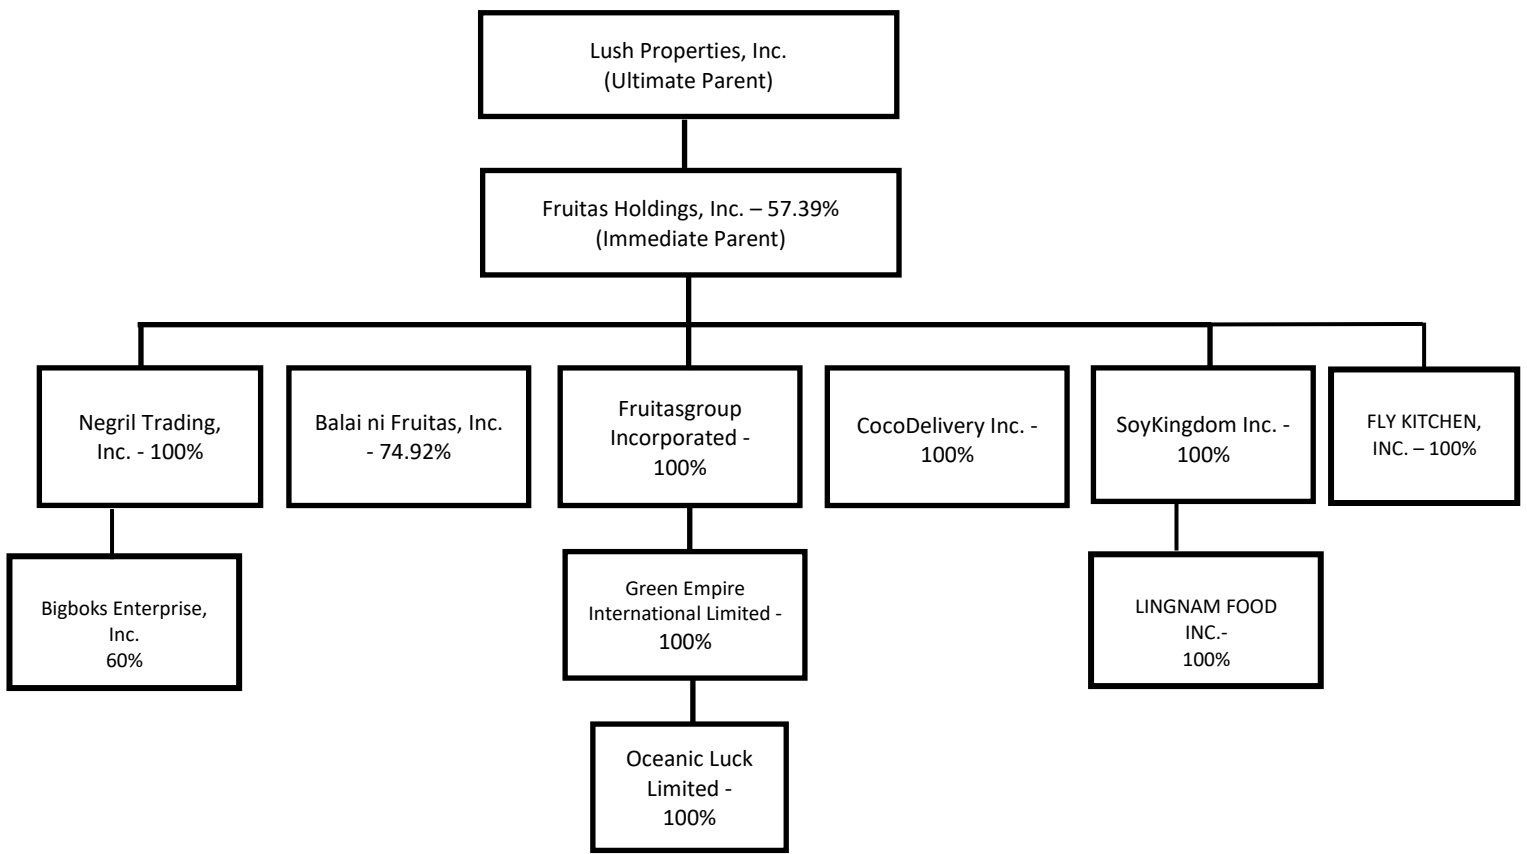 Lush Properties, Inc.
(Ultimate Parent)
Fruitas Holdings, Inc. – 57.39%
(Immediate Parent)
Negril Trading,
Inc. - 100%
Balai ni Fruitas, Inc.
- 74.92%
Fruitasgroup
Incorporated -
100%
CocoDelivery Inc. -
100%
SoyKingdom Inc. -
100%
FLY KITCHEN,
INC. – 100%
Bigboks Enterprise,
Inc.
60%
Green Empire
International Limited -
100%
LINGNAM FOOD
INC.-
100%
Oceanic Luck
Limited -
100%